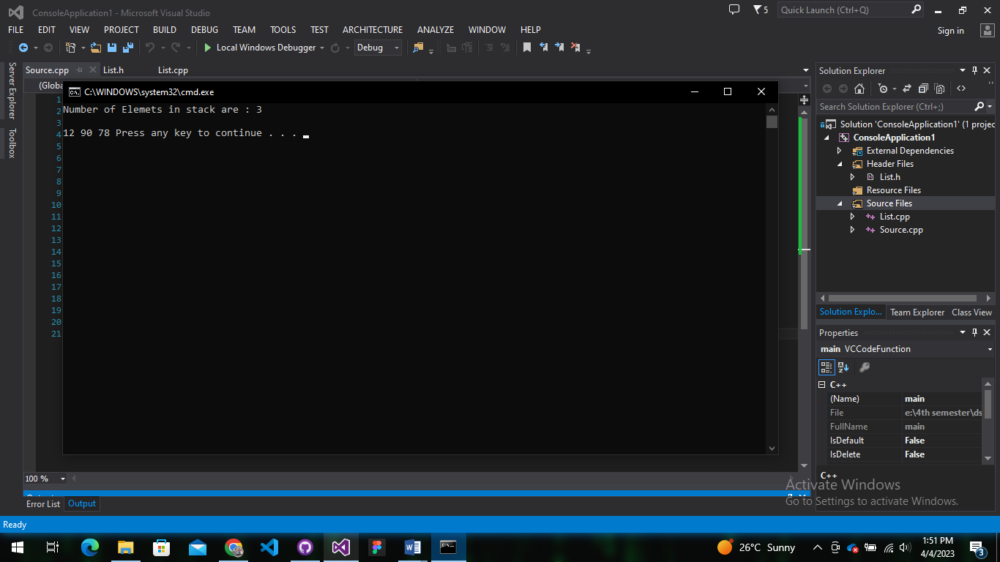 ConsoleApplication1 - Microsoft Visual Studio
5
Quick Launch (Ctrl+Q)
FILE EDIT VIEW PROJECT BUILD DEBUG TEAM TOOLS TEST ARCHITECTURE ANALYZE WINDOW HELP
Sign in
Local Windows Debugger
Debug
Server Explorer
Toolbox
Source.cpp List.h List.cpp
(Globa
C:\WINDOWS\system32\cmd.exe
Number of Elemets in stack are : 3
12 90 78 Press any key to continue . . .
1
2
3
4
5
6
7
8
9
10
11
12
13
14
15
16
17
18
19
20
21
100 %
Error List Output
Ready
Solution Explorer
Search Solution Explorer (Ctrl+;)
Solution 'ConsoleApplication1' (1 projec
ConsoleApplication1
External Dependencies
Header Files
List.h
Resource Files
Source Files
List.cpp
Source.cpp
Solution Explo... Team Explorer Class View
Properties
main VCCodeFunction
C++
(Name) main
File e:\4th semester\ds
FullName main
IsDefault False
IsDelete False
C++
Activate Windows
Go to Settings to activate Windows.
26°C Sunny
1:51 PM
4/4/2023
3